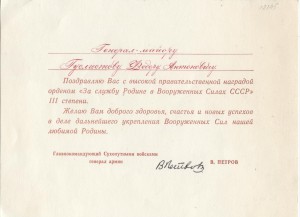 Генерал-майору
Федору Антоновичу
Поздравляю Вас с высокой правительственной наградой
орденом «За службу Родине в Вооруженных Силах СССР»
III степени.
Желаю Вам доброго здоровья, счастья и новых успехов
в деле дальнейшего укрепления Вооруженных Сил нашей
любимой Родины.
Главнокомандующий Сухопутными войсками
генерал армии
В. ПЕТРОВ